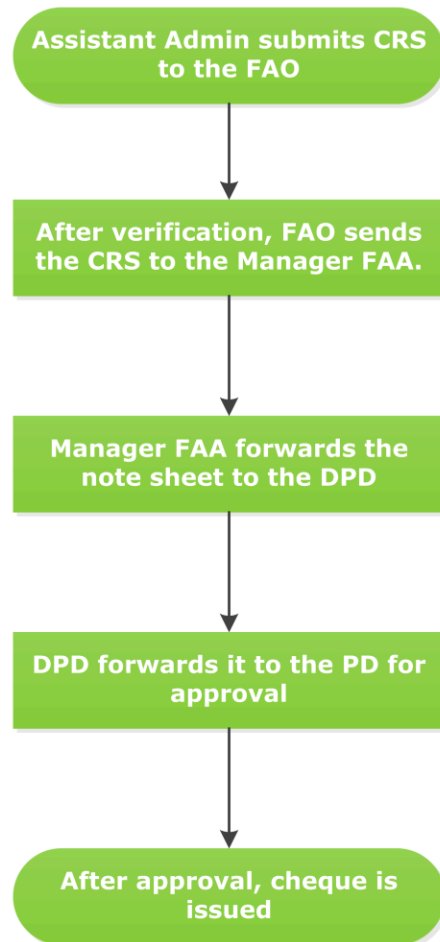 Assistant Admin submits CRS
to the FAO
After verification, FAO sends
the CRS to the Manager FAA.
Manager FAA forwards the
note sheet to the DPD
DPD forwards it to the PD for
approval
After approval, cheque is
issued